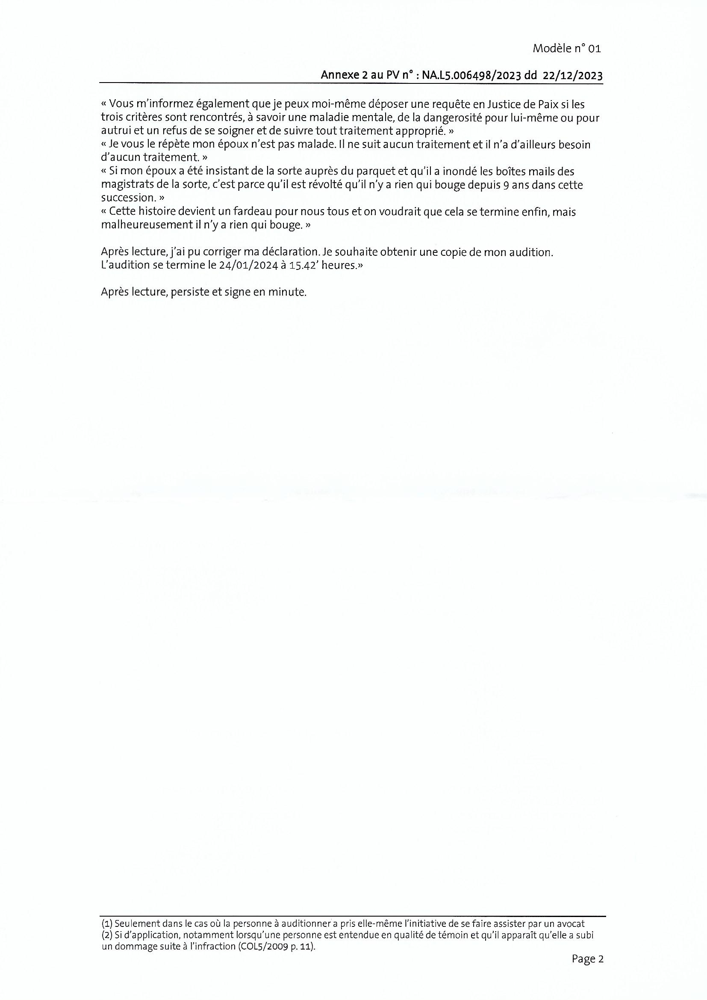 Modèle n° 01
Annexe 2 au PV n° : NA.L5.006498/2023 dd 22/12/2023
« Vous m'informez également que je peux moi-même déposer une requête en Justice de Paix si les
trois critères sont rencontrés, à savoir une maladie mentale, de la dangerosité pour lui-même ou pour
autrui et un refus de se soigner et de suivre tout traitement approprié. »
« Je vous le répète mon époux n'est pas malade. Il ne suit aucun traitement et il n'a d'ailleurs besoin
d'aucun traitement. »
« Si mon époux a été insistant de la sorte auprès du parquet et qu'il a inondé les boîtes mails des
magistrats de la sorte, c'est parce qu'il est révolté qu'il n'y a rien qui bouge depuis 9 ans dans cette
succession. »
« Cette histoire devient un fardeau pour nous tous et on voudrait que cela se termine enfin, mais
malheureusement il n'y a rien qui bouge. »
Après lecture, j'ai pu corriger ma déclaration. Je souhaite obtenir une copie de mon audition.
L'audition se termine le 24/01/2024 à 15.42' heures.»
Après lecture, persiste et signe en minute.
(1) Seulement dans le cas où la personne à auditionner a pris elle-même l'initiative de se faire assister par un avocat
(2) Si d'application, notamment lorsqu'une personne est entendue en qualité de témoin et qu'il apparaît qu'elle a subi
un dommage suite à l'infraction (COL5/2009 p. 11).
Page 2